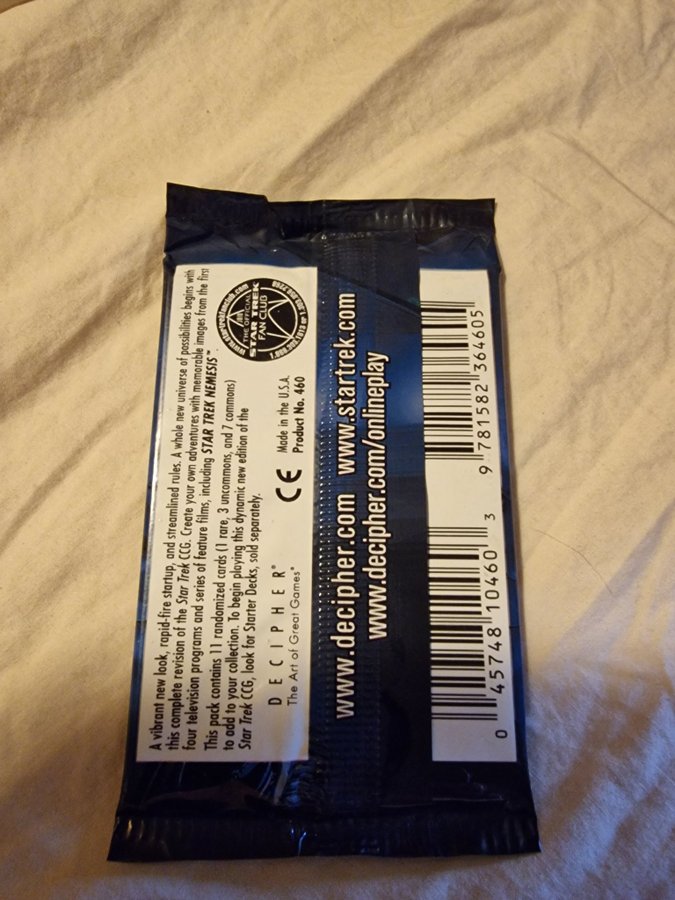 A vibrant new look, rapid-fire startup, and streamlined rules. A whole new universe of possibilities begins with
this complete revision of the Star Trek CCG. Create your own adventures with memorable images from the first
four television programs and series of feature films, including STAR TREK NEMESIS™
This pack contains 11 randomized cards (1 rare, 3 uncommons, and 7 commons)
to add to your collection. To begin playing this dynamic new edition of the
Star Trek CCG, look for Starter Decks, sold separately.
DECIPHER®
The Art of Great Games®
CE
Made in the U.S.A.
Product No. 460
THE OFFICIAL
STAR TREK
FAN CLUB
www.decipher.com www.startrek.com
www.decipher.com/onlineplay
0 45748 10460 3
9 781582 364605